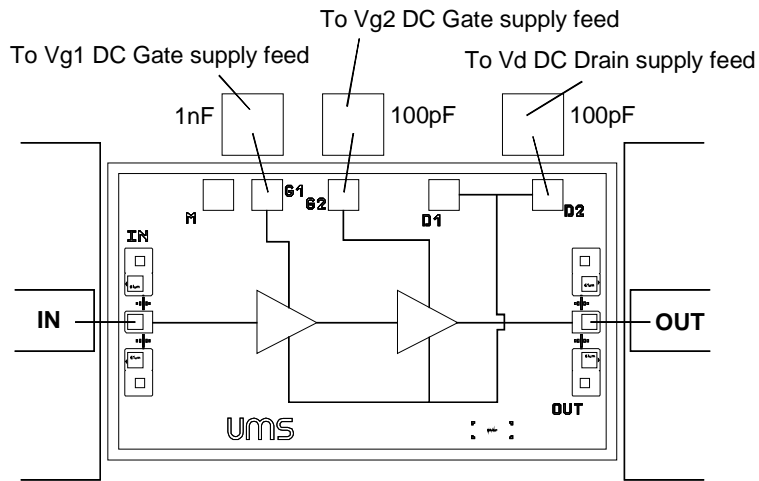 To Vg2 DC Gate supply feed
To Vg1 DC Gate supply feed
To Vd DC Drain supply feed
1nF
100pF
100pF
M
G1
G2
D1
D2
IN
IN
OUT
OUT
UMS